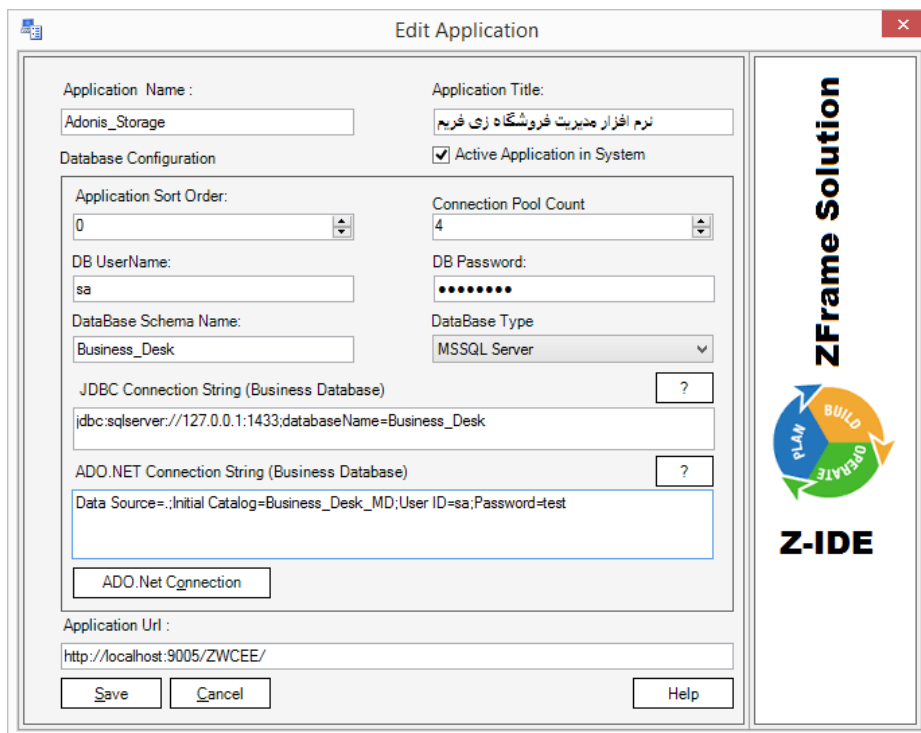 Edit Application
Application Name :
Application Title:
Adonis_Storage
نرم افزار مدیریت فروشگاه زی فریم
Database Configuration
Active Application in System
Application Sort Order:
Connection Pool Count
0
4
DB UserName:
DB Password:
sa
●●●●●●●●
DataBase Schema Name:
DataBase Type
Business_Desk
MSSQL Server
JDBC Connection String (Business Database)
?
jdbc:sqlserver://127.0.0.1:1433;databaseName=Business_Desk
ADO.NET Connection String (Business Database)
?
Data Source=.;Initial Catalog=Business_Desk_MD;User ID=sa;Password=test
ADO.Net Connection
Application Url :
http://localhost:9005/ZWCEE/
Save
Cancel
Help
ZFrame Solution
PLAN
BUILD
OPERATE
Z-IDE